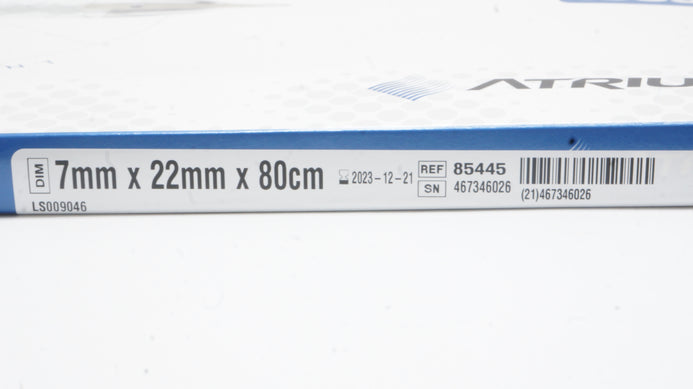 ATRIU
DIM 7mm x 22mm x 80cm 2023-12-21 REF 85445
SN 467346026 (21)467346026
LS009046